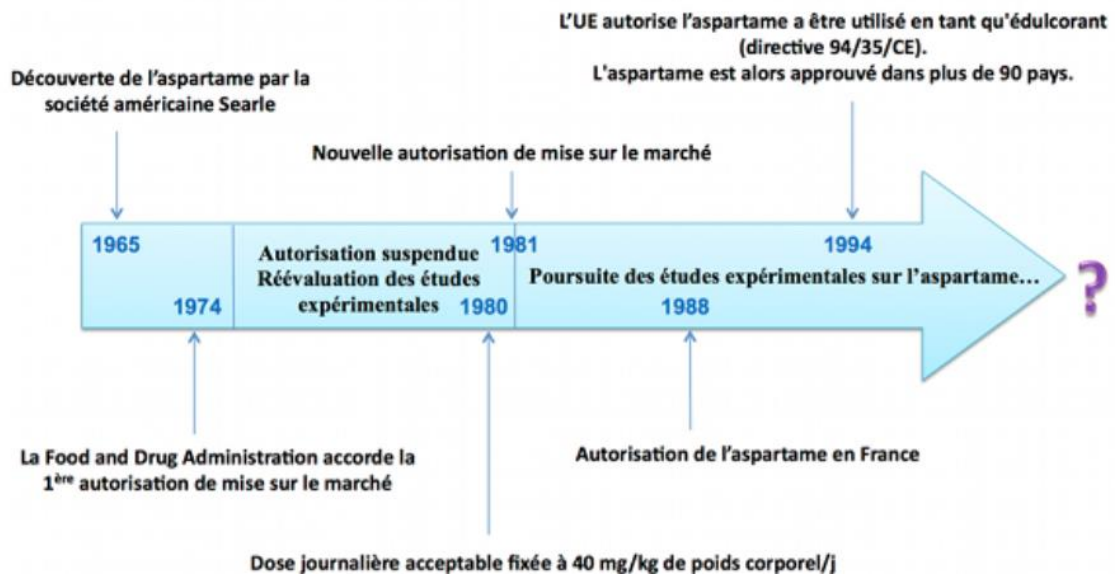 L'UE autorise l'aspartame a être utilisé en tant qu'édulcorant
(directive 94/35/CE).
L'aspartame est alors approuvé dans plus de 90 pays.
Découverte de l'aspartame par la
société américaine Searle
Nouvelle autorisation de mise sur le marché
1965
1981
1994
Autorisation suspendue
Réévaluation des études
expérimentales
Poursuite des études expérimentales sur l'aspartame...
?
1974
1980
1988
La Food and Drug Administration accorde la
1ère autorisation de mise sur le marché
Autorisation de l'aspartame en France
Dose journalière acceptable fixée à 40 mg/kg de poids corporel/j